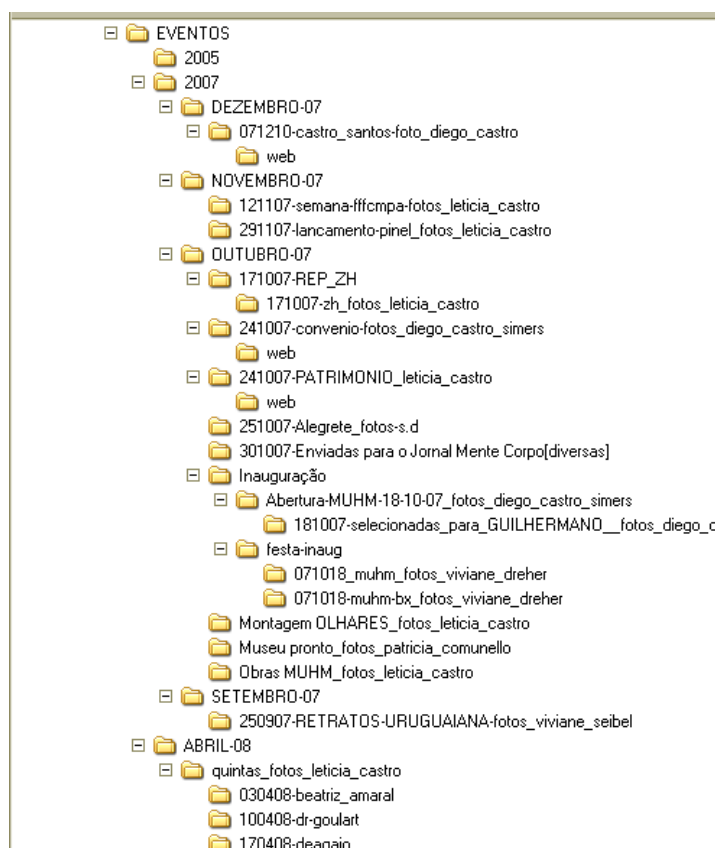 EVENTOS
2005
2007
DEZEMBRO-07
071210-castro_santos-foto_diego_castro
web
NOVEMBRO-07
121107-semana-fffcmpa-fotos_leticia_castro
291107-lancamento-pinel_fotos_leticia_castro
OUTUBRO-07
171007-REP_ZH
171007-zh_fotos_leticia_castro
241007-convenio-fotos_diego_castro_simers
web
241007-PATRIMONIO_leticia_castro
web
251007-Alegrete_fotos-s.d
301007-Enviadas para o Jornal Mente Corpo[diversas]
Inauguração
Abertura-MUHM-18-10-07_fotos_diego_castro_simers
181007-selecionadas_para_GUILHERMANO__fotos_diego_c
festa-inaug
071018_muhm_fotos_viviane_dreher
071018-muhm-bx_fotos_viviane_dreher
Montagem OLHARES_fotos_leticia_castro
Museu pronto_fotos_patricia_comunello
Obras MUHM_fotos_leticia_castro
SETEMBRO-07
250907-RETRATOS-URUGUAIANA-fotos_viviane_seibel
ABRIL-08
quintas_fotos_leticia_castro
030408-beatriz_amaral
100408-dr-goulart